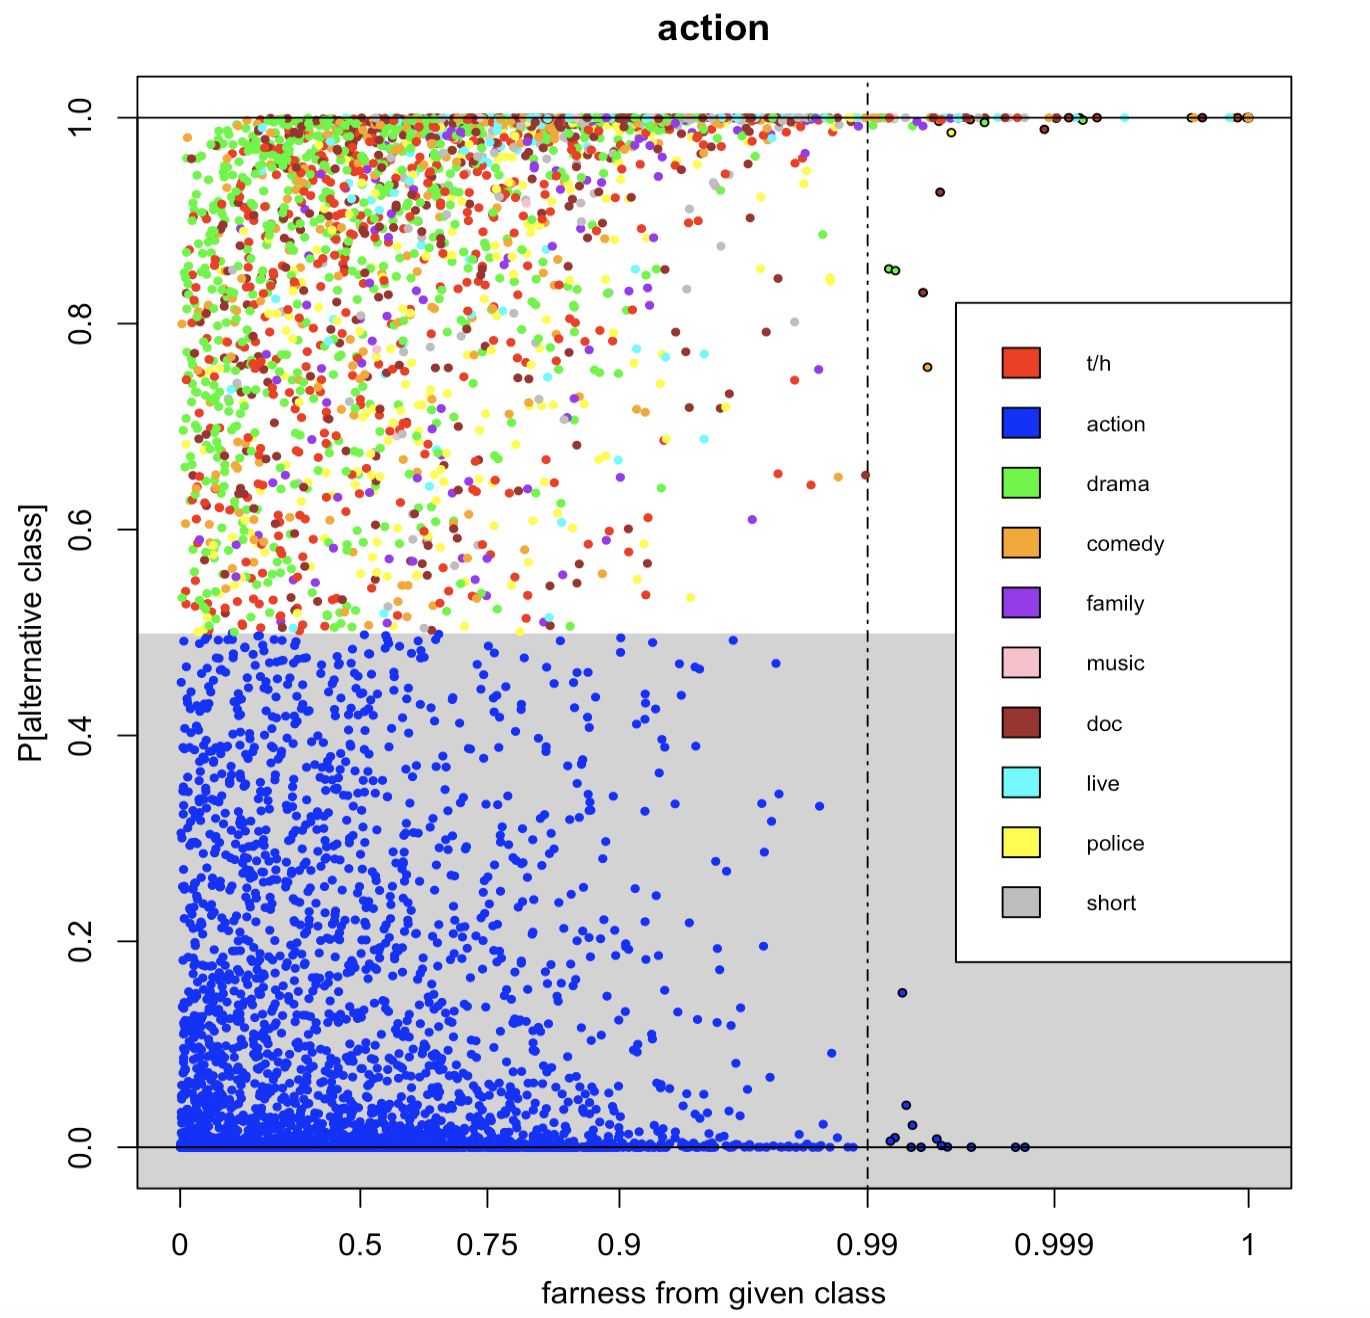 action
P[alternative class]
1.0
0.8
0.6
0.4
0.2
0.0
t/h
action
drama
comedy
family
music
doc
live
police
short
0 0.5 0.75 0.9 0.99 0.999 1
farness from given class